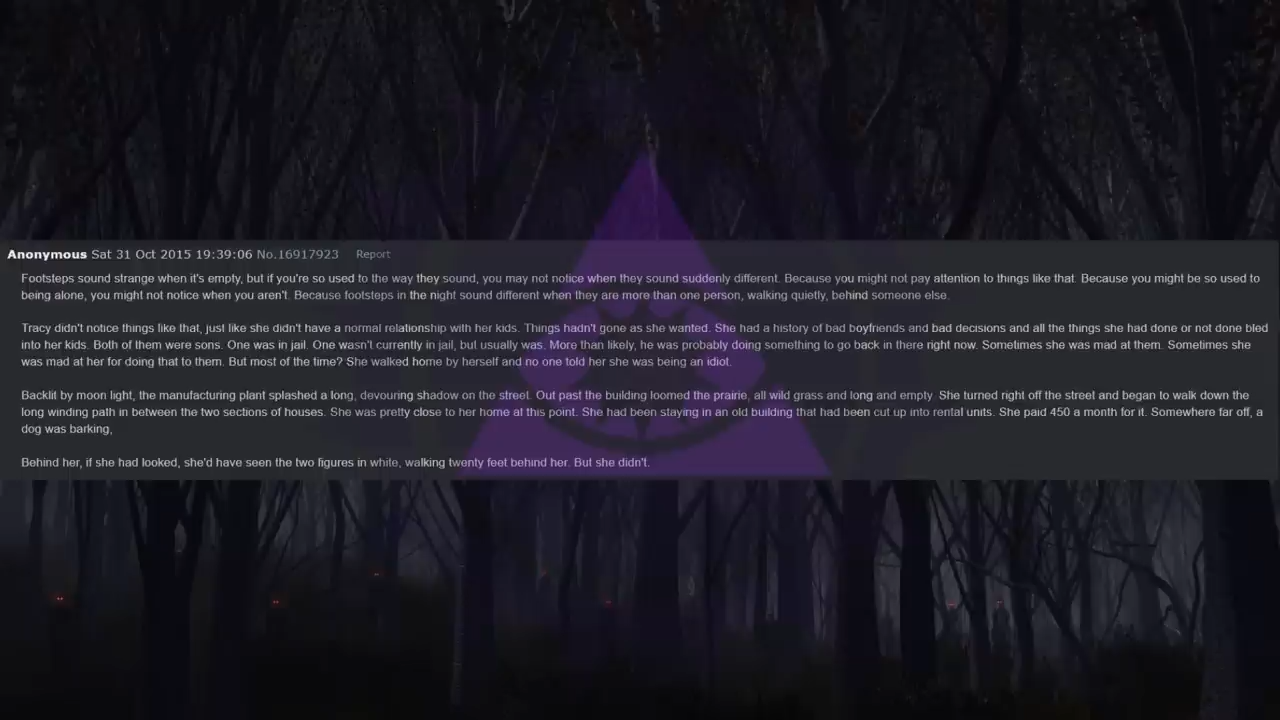 Anonymous Sat 31 Oct 2015 19:39:06 No.16917923 Report
Footsteps sound strange when it's empty, but if you're so used to the way they sound, you may not notice when they sound suddenly different. Because you might not pay attention to things like that. Because you might be so used to
being alone, you might not notice when you aren't. Because footsteps in the night sound different when they are more than one person, walking quietly, behind someone else.
Tracy didn't notice things like that, just like she didn't have a normal relationship with her kids. Things hadn't gone as she wanted. She had a history of bad boyfriends and bad decisions and all the things she had done or not done bled
into her kids. Both of them were sons. One was in jail. One wasn't currently in jail, but usually was. More than likely, he was probably doing something to go back in there right now. Sometimes she was mad at them. Sometimes she
was mad at her for doing that to them. But most of the time? She walked home by herself and no one told her she was being an idiot.
Backlit by moon light, the manufacturing plant splashed a long, devouring shadow on the street. Out past the building loomed the prairie, all wild grass and long and empty. She turned right off the street and began to walk down the
long winding path in between the two sections of houses. She was pretty close to her home at this point. She had been staying in an old building that had been cut up into rental units. She paid 450 a month for it. Somewhere far off, a
dog was barking,
Behind her, if she had looked, she'd have seen the two figures in white, walking twenty feet behind her. But she didn't.